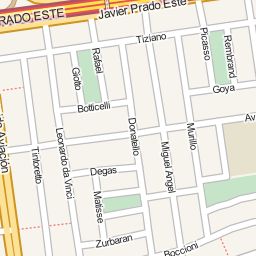 Javier Prado Este
PRADO ESTE
Tiziano
Picasso
Rembrand
Rafael
Giotto
Goya
Botticelli
Av
Donatello
Murillo
Aviación
Tintoretto
Leonardo da Vinci
Miguel Angel
Degas
Matisse
Zurbaran
Boccioni